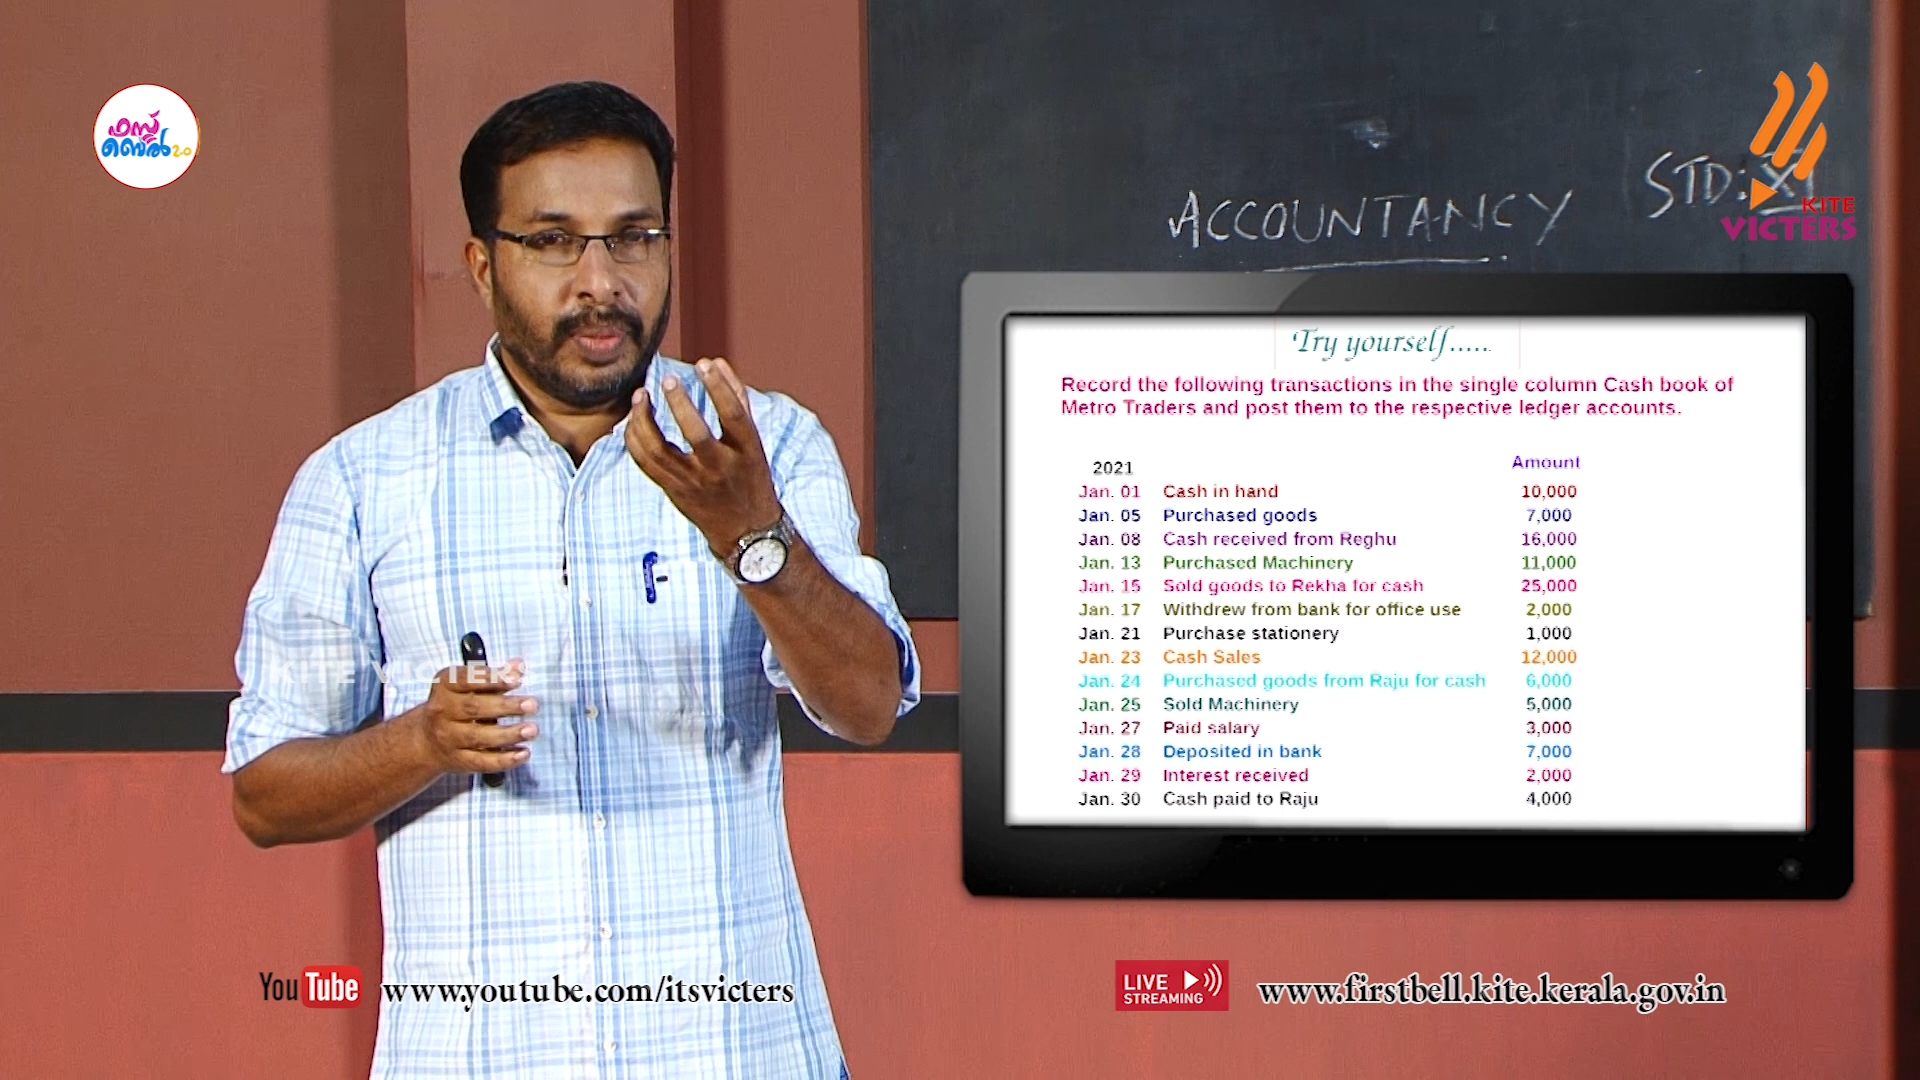 ഫസ്റ്റ്
ബെൽ 2.0
ACCOUNTANCY
STD: XI
KITE
VICTERS
Try yourself.....
Record the following transactions in the single column Cash book of
Metro Traders and post them to the respective ledger accounts.
2021 Amount
Jan. 01 Cash in hand 10,000
Jan. 05 Purchased goods 7,000
Jan. 08 Cash received from Reghu 16,000
Jan. 13 Purchased Machinery 11,000
Jan. 15 Sold goods to Rekha for cash 25,000
Jan. 17 Withdrew from bank for office use 2,000
Jan. 21 Purchase stationery 1,000
Jan. 23 Cash Sales 12,000
Jan. 24 Purchased goods from Raju for cash 6,000
Jan. 25 Sold Machinery 5,000
Jan. 27 Paid salary 3,000
Jan. 28 Deposited in bank 7,000
Jan. 29 Interest received 2,000
Jan. 30 Cash paid to Raju 4,000
KITE VICTERS
YouTube www.youtube.com/itsvicters
LIVE
STREAMING
www.firstbell.kite.kerala.gov.in